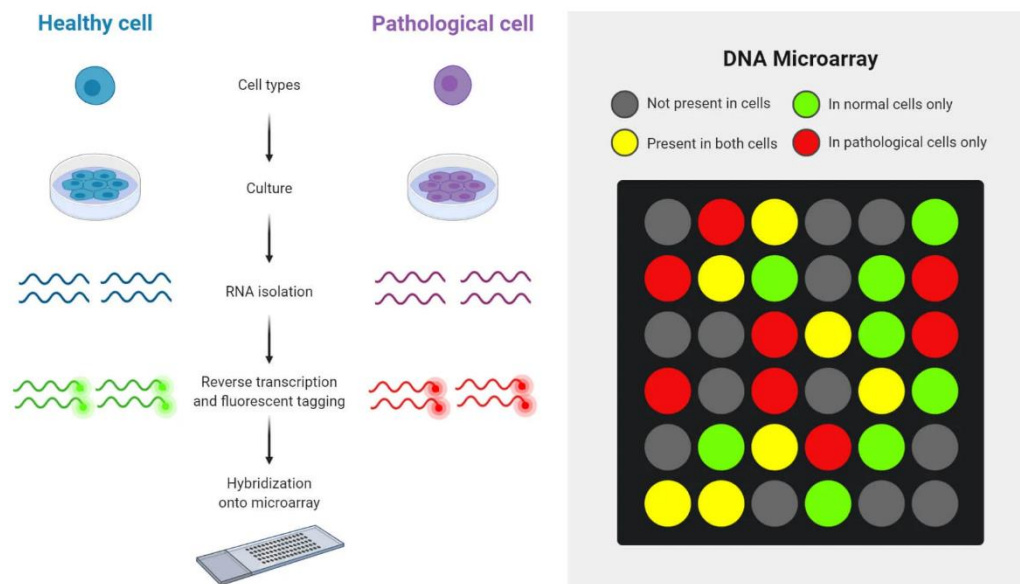 Healthy cell
Pathological cell
Cell types
Culture
RNA isolation
Reverse transcription
and fluorescent tagging
Hybridization
onto microarray
DNA Microarray
Not present in cells
In normal cells only
Present in both cells
In pathological cells only